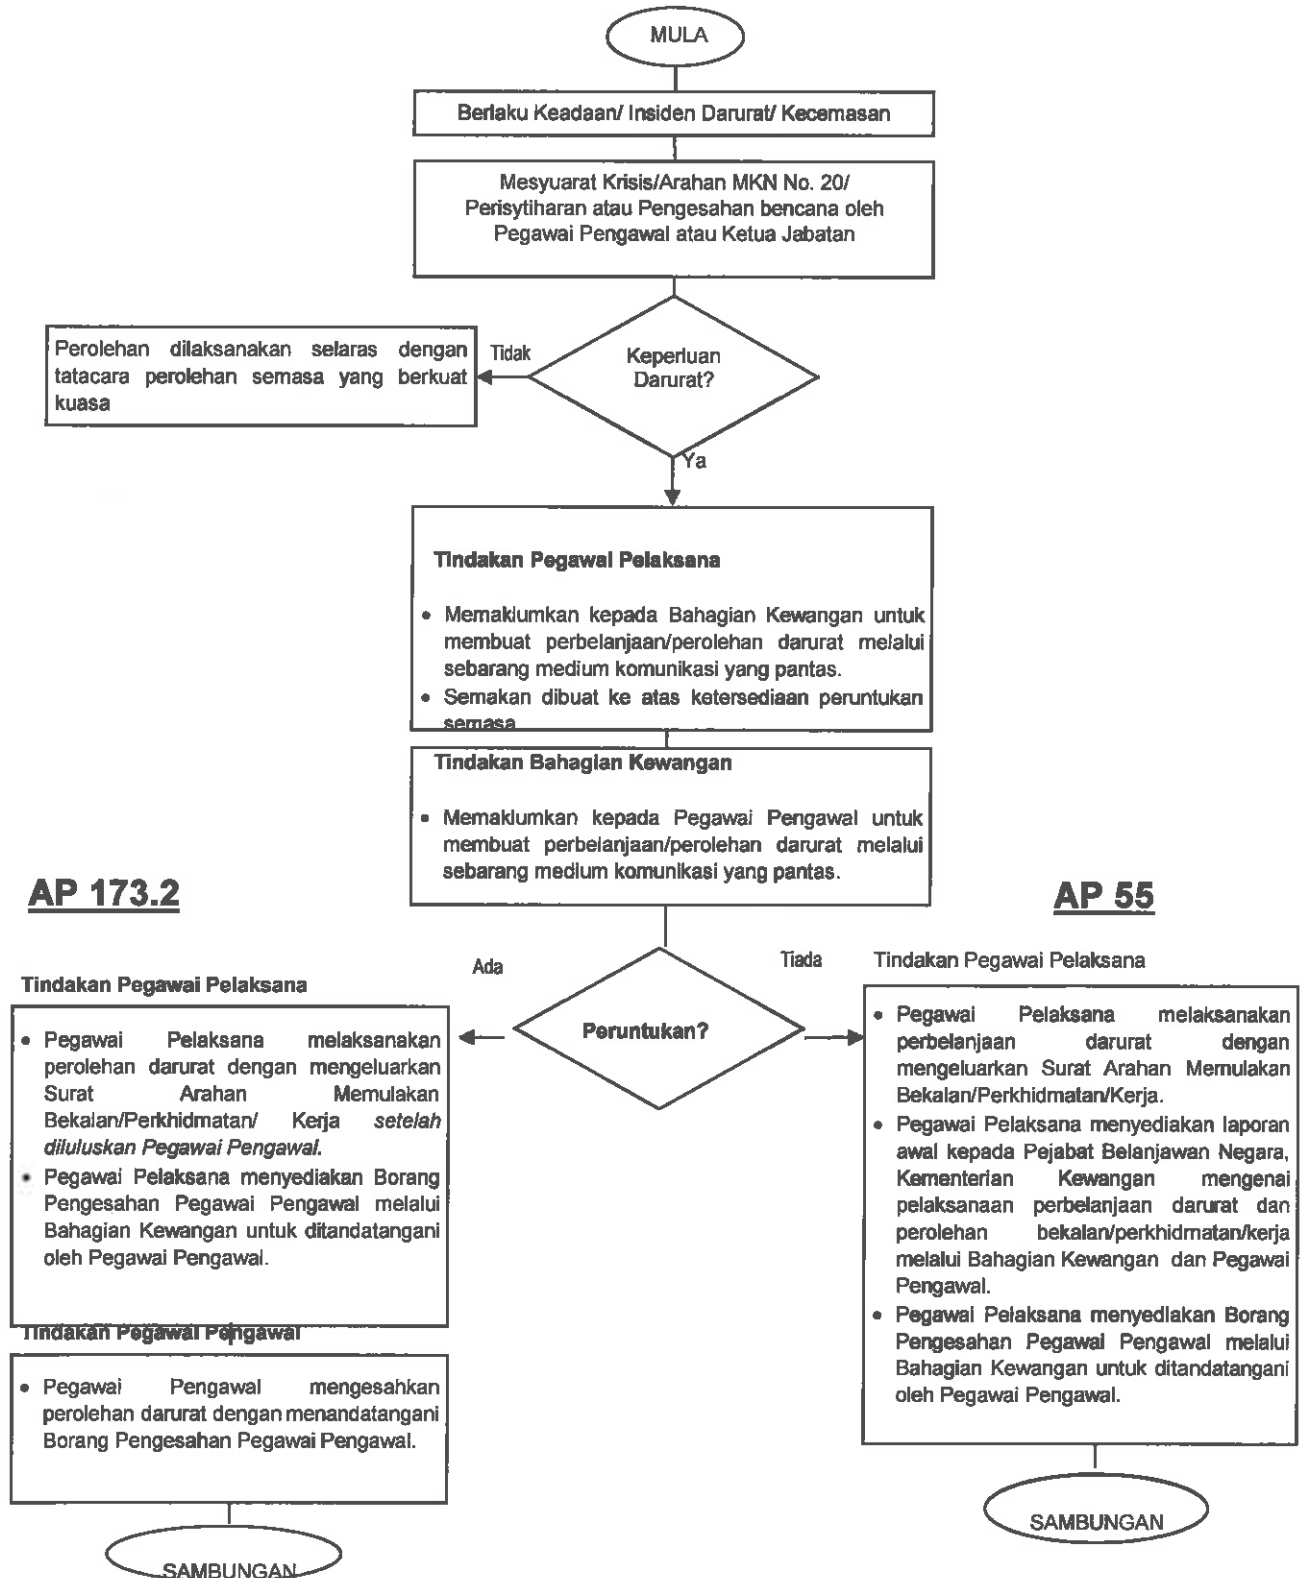 MULA
Berlaku Keadaan/ Insiden Darurat/ Kecemasan
Mesyuarat Krisis/Arahan MKN No. 20/
Perisytiharan atau Pengesahan bencana oleh
Pegawai Pengawal atau Ketua Jabatan
Keperluan
Darurat?
Tidak
Perolehan dilaksanakan selaras dengan
tatacara perolehan semasa yang berkuat
kuasa
Ya
Tindakan Pegawai Pelaksana
• Memaklumkan kepada Bahagian Kewangan untuk
membuat perbelanjaan/perolehan darurat melalui
sebarang medium komunikasi yang pantas.
• Semakan dibuat ke atas ketersediaan peruntukan
semasa
Tindakan Bahagian Kewangan
• Memaklumkan kepada Pegawai Pengawal untuk
membuat perbelanjaan/perolehan darurat melalui
sebarang medium komunikasi yang pantas.
Peruntukan?
Ada
AP 173.2
Tindakan Pegawai Pelaksana
• Pegawai Pelaksana melaksanakan
perolehan darurat dengan mengeluarkan
Surat Arahan Memulakan
Bekalan/Perkhidmatan/ Kerja setelah
diluluskan Pegawai Pengawal.
• Pegawai Pelaksana menyediakan Borang
Pengesahan Pegawai Pengawal melalui
Bahagian Kewangan untuk ditandatangani
oleh Pegawai Pengawal.
Tindakan Pegawai Pengawal
• Pegawai Pengawal mengesahkan
perolehan darurat dengan menandatangani
Borang Pengesahan Pegawai Pengawal.
SAMBUNGAN
Tiada
AP 55
Tindakan Pegawai Pelaksana
• Pegawai Pelaksana melaksanakan
perbelanjaan darurat dengan
mengeluarkan Surat Arahan Memulakan
Bekalan/Perkhidmatan/Kerja.
• Pegawai Pelaksana menyediakan laporan
awal kepada Pejabat Belanjawan Negara,
Kementerian Kewangan mengenai
pelaksanaan perbelanjaan darurat dan
perolehan bekalan/perkhidmatan/kerja
melalui Bahagian Kewangan dan Pegawai
Pengawal.
• Pegawai Pelaksana menyediakan Borang
Pengesahan Pegawai Pengawal melalui
Bahagian Kewangan untuk ditandatangani
oleh Pegawai Pengawal.
SAMBUNGAN